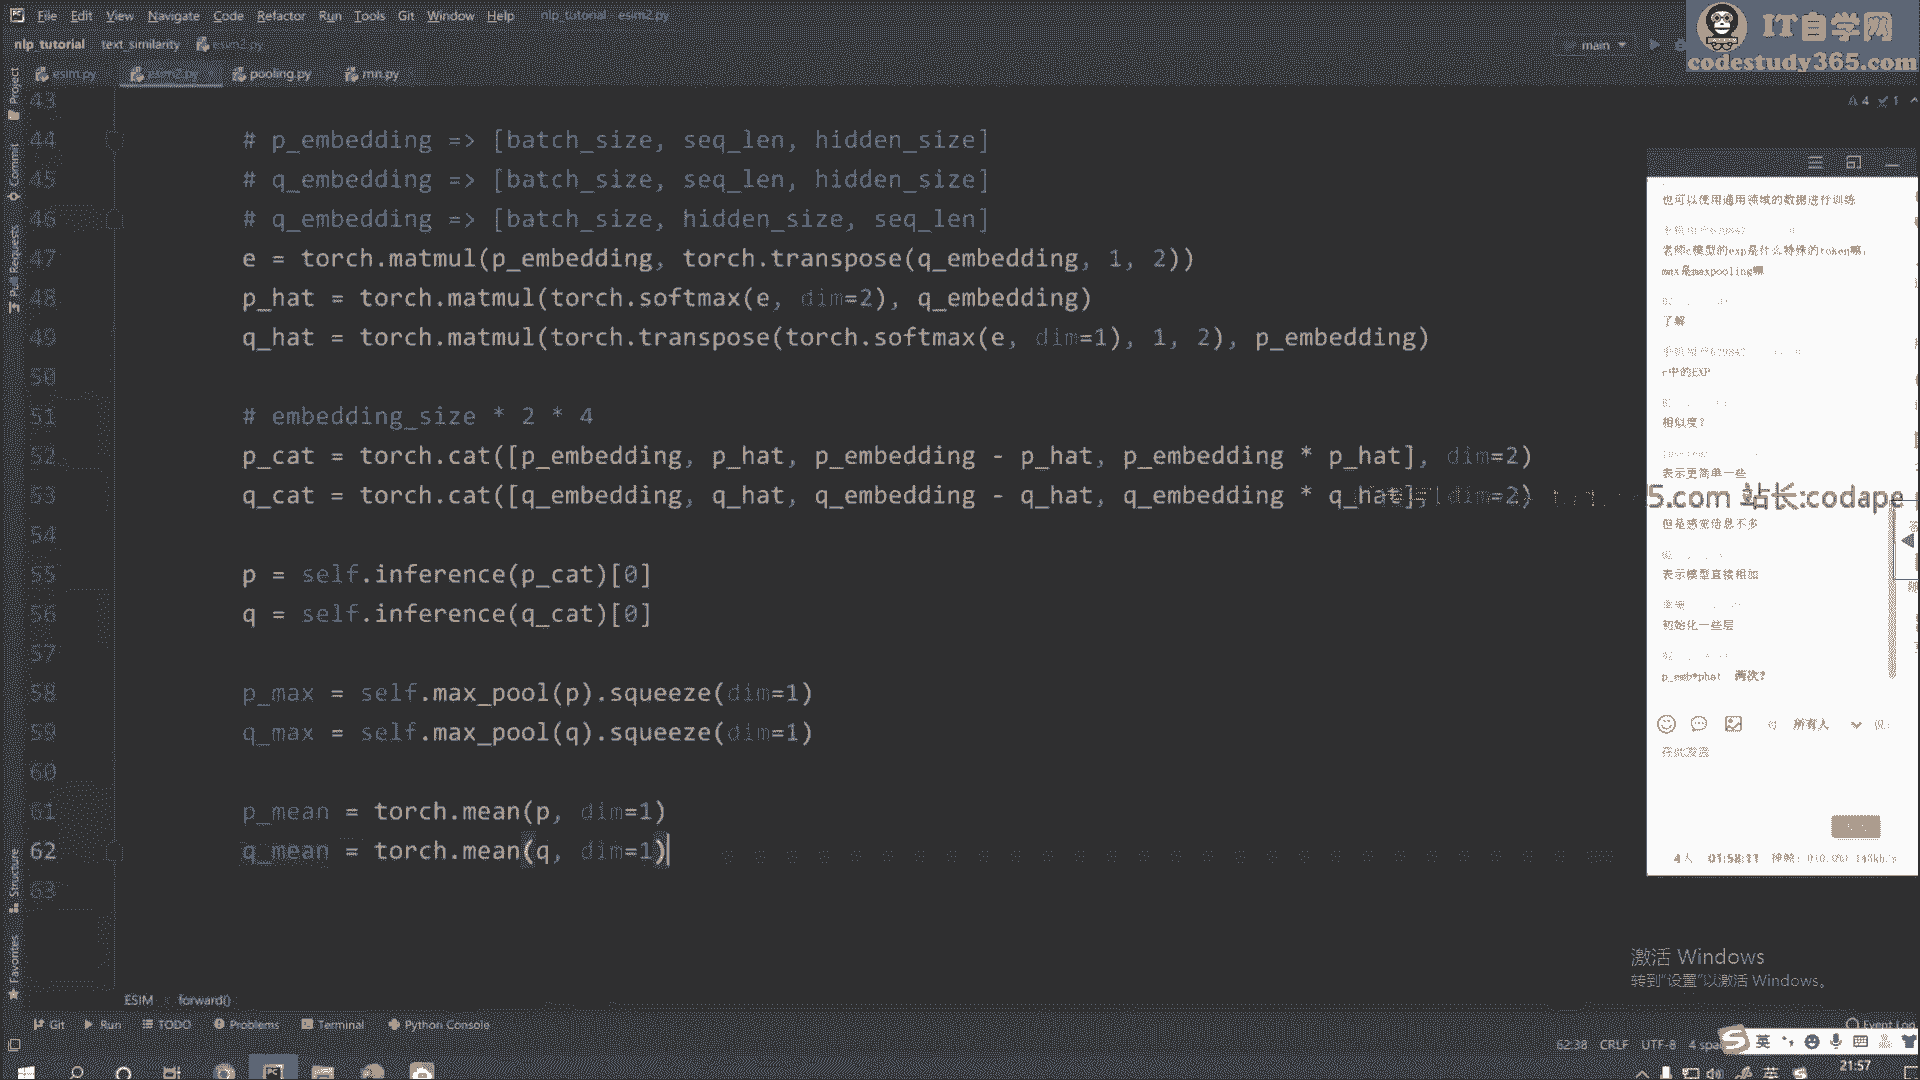 File Edit View Navigate Code Refactor Run Tools Git Window Help nlp_tutorial - esim2.py
IT自学网
codestudy365.com
nlp_tutorial text_similarity esim2.py
main
esim.py esim2.py pooling.py mn.py
Project
Commit
Pull Requests
Structure
Favorites
4 1
43
44 # p_embedding => [batch_size, seq_len, hidden_size]
45 # q_embedding => [batch_size, seq_len, hidden_size]
46 # q_embedding => [batch_size, hidden_size, seq_len]
47 e = torch.matmul(p_embedding, torch.transpose(q_embedding, 1, 2))
48 p_hat = torch.matmul(torch.softmax(e, dim=2), q_embedding)
49 q_hat = torch.matmul(torch.transpose(torch.softmax(e, dim=1), 1, 2), p_embedding)
50
51 # embedding_size * 2 * 4
52 p_cat = torch.cat([p_embedding, p_hat, p_embedding - p_hat, p_embedding * p_hat], dim=2)
53 q_cat = torch.cat([q_embedding, q_hat, q_embedding - q_hat, q_embedding * q_hat], dim=2)
54
55 p = self.inference(p_cat)[0]
56 q = self.inference(q_cat)[0]
57
58 p_max = self.max_pool(p).squeeze(dim=1)
59 q_max = self.max_pool(q).squeeze(dim=1)
60
61 p_mean = torch.mean(p, dim=1)
62 q_mean = torch.mean(q, dim=1)
63
也可以使用通用领域的数据进行训练
老师c模型的exp是什么特殊的token嘛,
max是maxpooling嘛
了解
c中的EXP
相似度?
表示更简单一些
5.com 站长:codape
但是感觉信息不多
表示模型直接相加
初始化一些层
p_emb*phat 两次?
所有人
4人 01:58:11
激活 Windows
转到"设置"以激活 Windows。
ESIM forward()
Git Run TODO Problems Terminal Python Console
Event Log
62:38 CRLF UTF-8 4
英
21:57